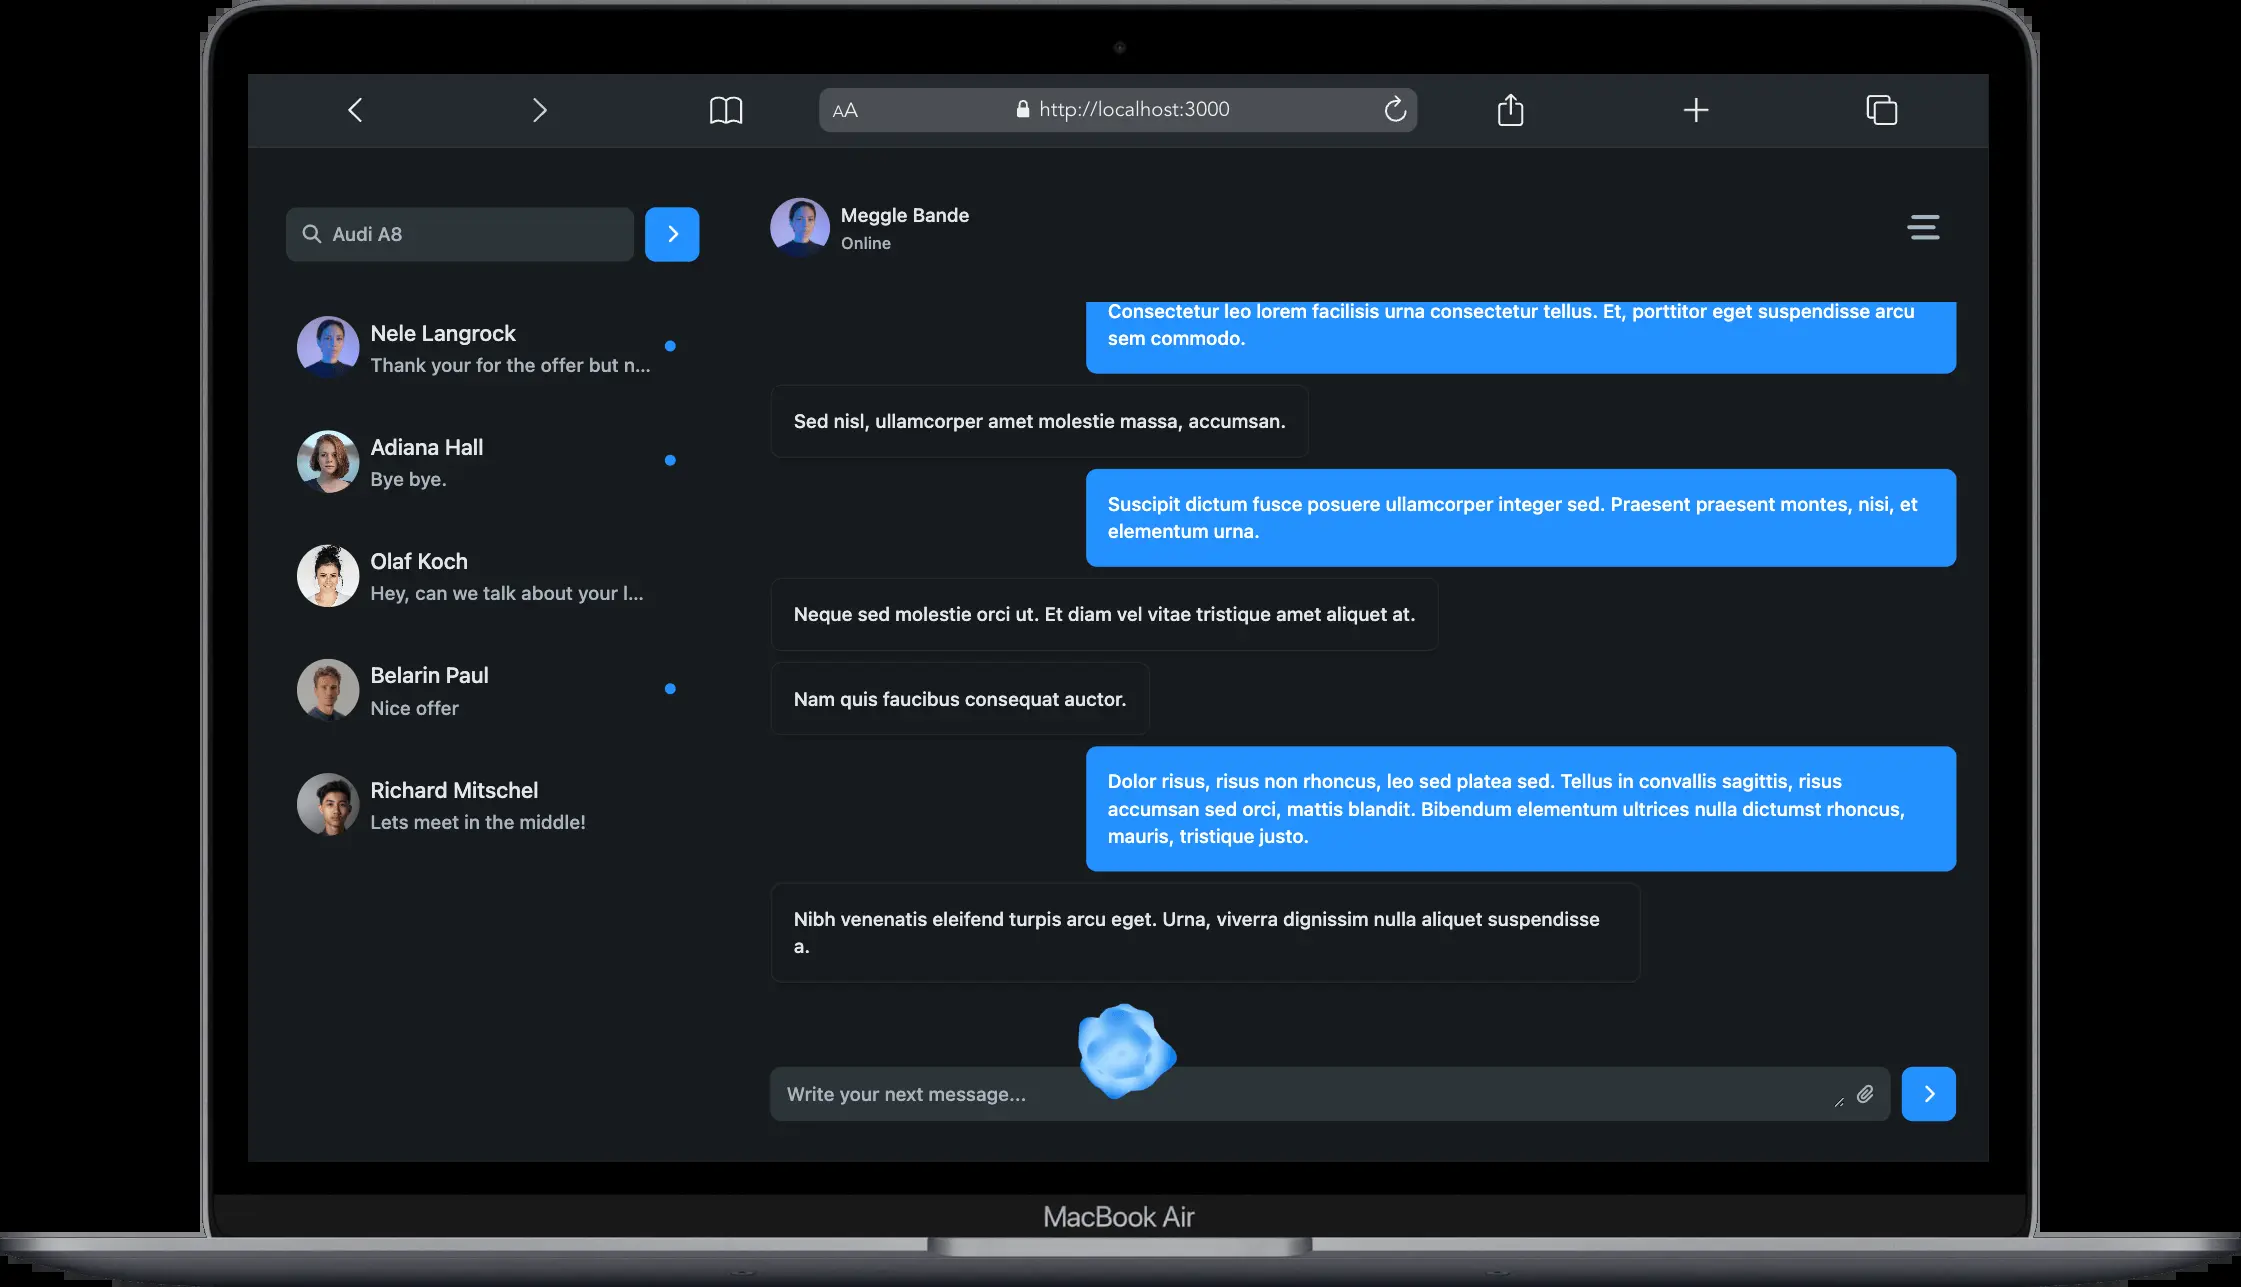 AA
http://localhost:3000
Audi A8
Nele Langrock
Thank your for the offer but n...
Adiana Hall
Bye bye.
Olaf Koch
Hey, can we talk about your l...
Belarin Paul
Nice offer
Richard Mitschel
Lets meet in the middle!
Meggle Bande
Online
Consectetur leo lorem facilisis urna consectetur tellus. Et, porttitor eget suspendisse arcu
sem commodo.
Sed nisl, ullamcorper amet molestie massa, accumsan.
Suscipit dictum fusce posuere ullamcorper integer sed. Praesent praesent montes, nisi, et
elementum urna.
Neque sed molestie orci ut. Et diam vel vitae tristique amet aliquet at.
Nam quis faucibus consequat auctor.
Dolor risus, risus non rhoncus, leo sed platea sed. Tellus in convallis sagittis, risus
accumsan sed orci, mattis blandit. Bibendum elementum ultrices nulla dictumst rhoncus,
mauris, tristique justo.
Nibh venenatis eleifend turpis arcu eget. Urna, viverra dignissim nulla aliquet suspendisse
a.
Write your next message...
MacBook Air